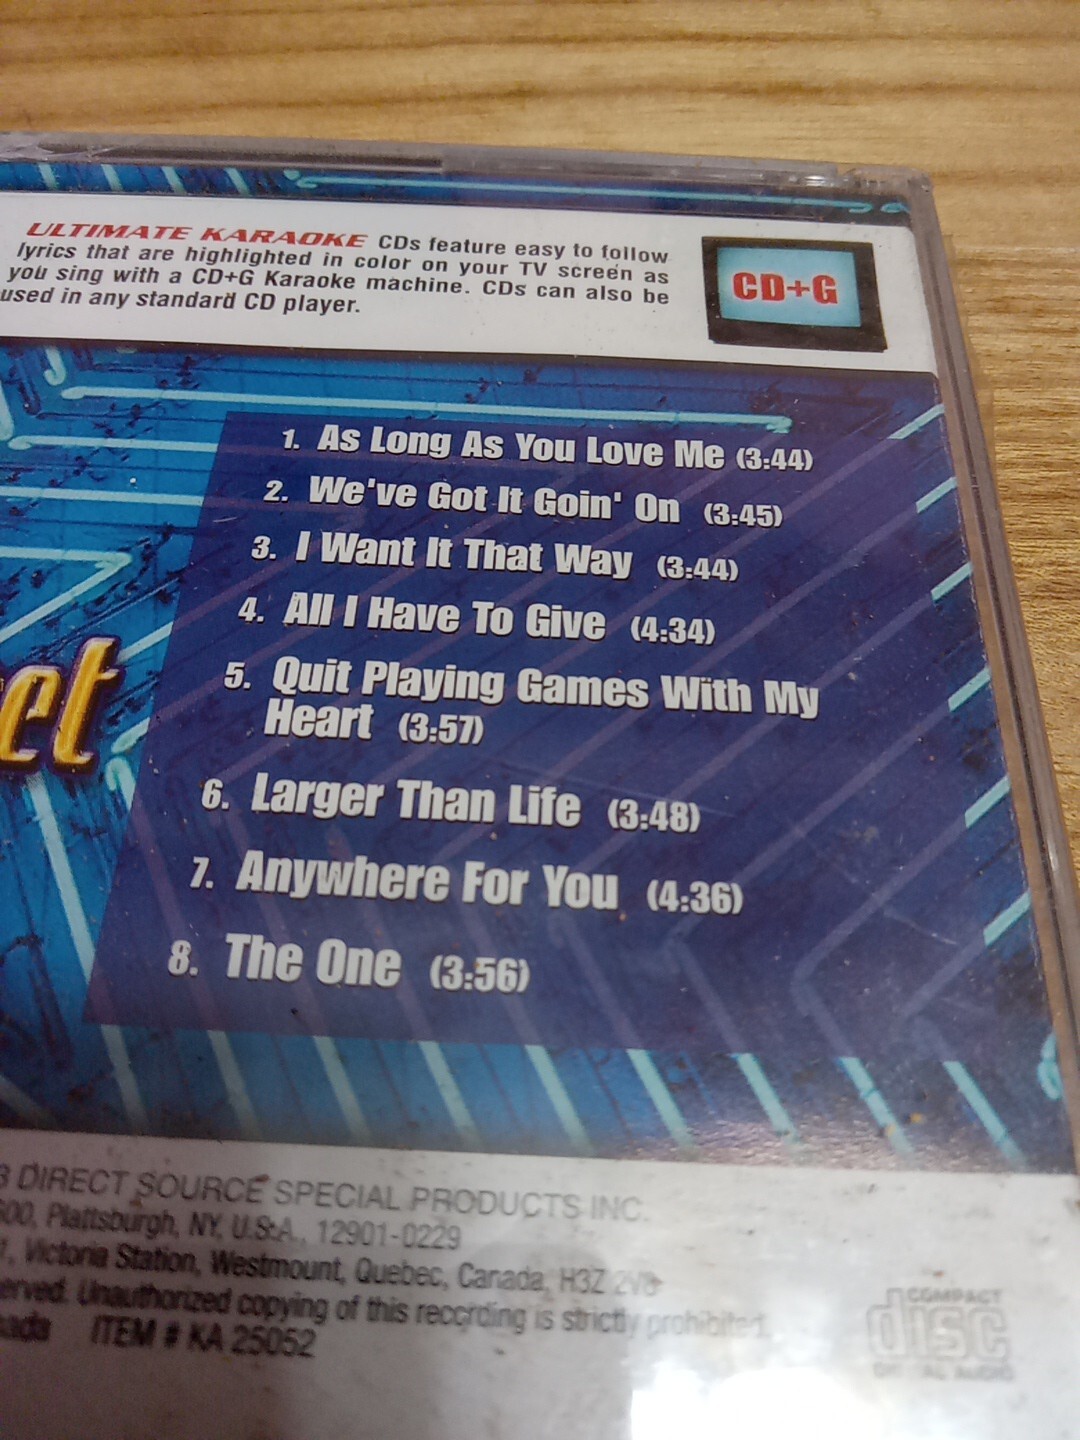 ULTIMATE KARAOKE CDs feature easy to follow
lyrics that are highlighted in color on your TV screen as
you sing with a CD+G Karaoke machine. CDs can also be
used in any standard CD player.
CD+G
1. As Long As You Love Me (3:44)
2. We've Got It Goin' On (3:45)
3. I Want It That Way (3:44)
4. All I Have To Give (4:34)
5. Quit Playing Games With My
Heart (3:57)
6. Larger Than Life (3:48)
7. Anywhere For You (4:36)
8. The One (3:56)
et
DIRECT SOURCE SPECIAL PRODUCTS INC.
Plattsburgh, NY, U.S.A., 12901-0229
Victoria Station, Westmount, Quebec, Canada, H3Z
Unauthorized copying of this recording is strictly prohibited.
ITEM # KA 25052
COMPACT
disc
DIGITAL AUDIO